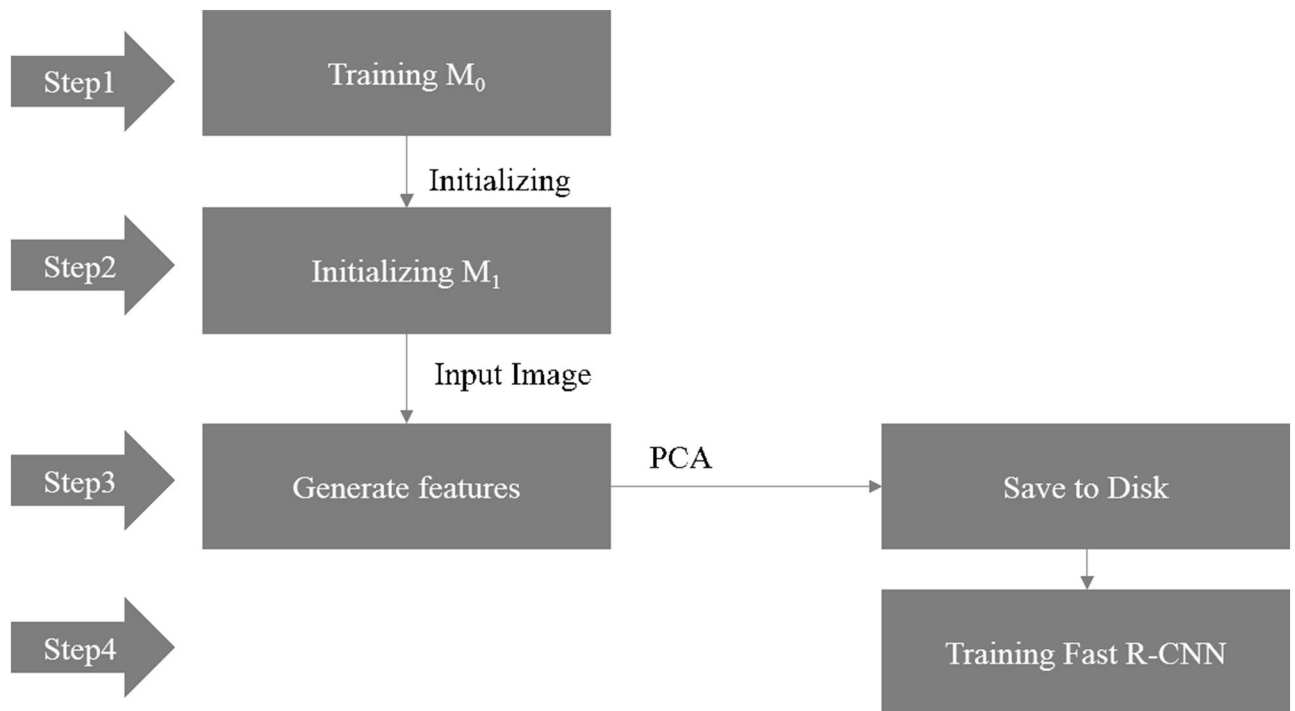 Step1
Training M₀
Initializing
Step2
Initializing M₁
Input Image
Step3
Generate features
PCA
Save to Disk
Step4
Training Fast R-CNN